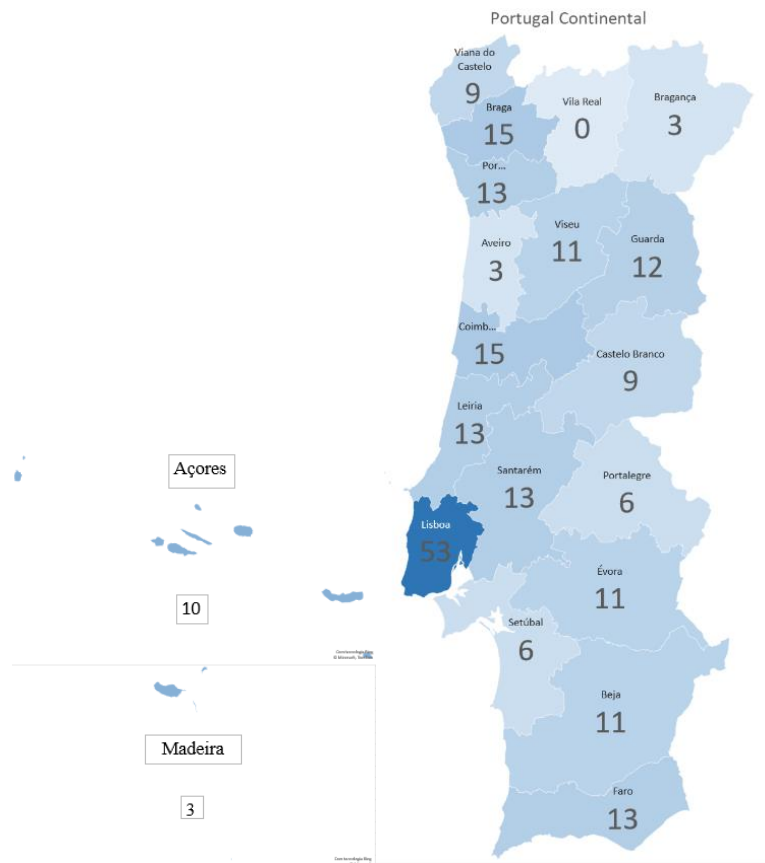 Portugal Continental
Viana do
Castelo
9
Braga
15
Vila Real
0
Bragança
3
Por...
13
Aveiro
3
Viseu
11
Guarda
12
Coimb...
15
Castelo Branco
9
Leiria
13
Santarém
13
Portalegre
6
Lisboa
53
Évora
11
Setúbal
6
Beja
11
Faro
13
Açores
10
Madeira
3